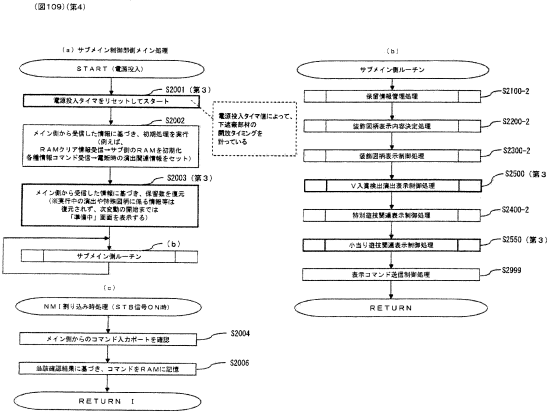 (図109)(第4)
(a)サブメイン制御部側メイン処理
START(電源投入)
S2001(第3)
電源投入タイマをリセットしてスタート
電源投入タイマ値によって、
下遮蔽部材の
開放タイミングを
計っている
S2002
メイン側から受信した情報に基づき、初期処理を実行
(例えば、
RAMクリア情報受信→サブ側のRAMを初期化
各種情報コマンド受信→電断時の演出関連情報をセット)
S2003(第3)
メイン側から受信した情報に基づき、保留数を復元
(※実行中の演出や特殊図柄に係る情報等は
復元されず、次変動の開始までは
「準備中」画面を表示する)
(b)
サブメイン側ルーチン
(c)
NMI割り込み時処理(STB信号ON時)
S2004
メイン側からのコマンド入力ポートを確認
S2006
当該確認結果に基づき、コマンドをRAMに記憶
RETURN I
(b)
サブメイン側ルーチン
S2100-2
保留情報管理処理
S2200-2
装飾図柄表示内容決定処理
S2300-2
装飾図柄表示制御処理
S2500(第3
V入賞検出演出表示制御処理
S2400-2
特別遊技関連表示制御処理
S2550(第3)
小当り遊技関連表示制御処理
S2999
表示コマンド送信制御処理
RETURN